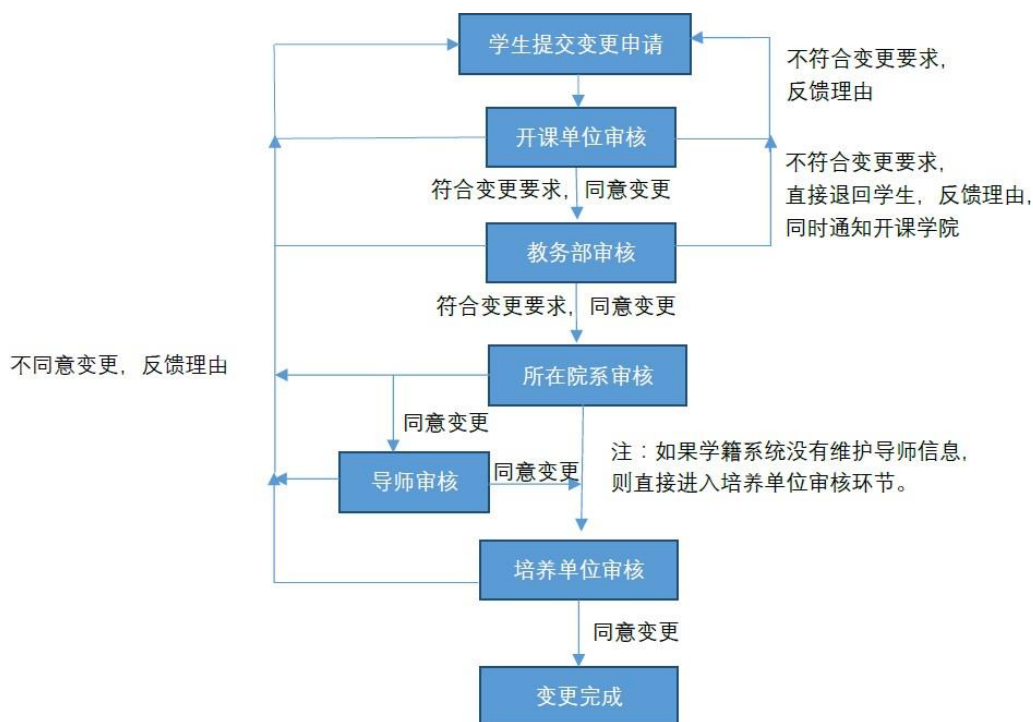 学生提交变更申请
不符合变更要求，
反馈理由
开课单位审核
不符合变更要求，
直接退回学生，反馈理由，
同时通知开课学院
符合变更要求，同意变更
教务部审核
符合变更要求，同意变更
不同意变更，反馈理由
所在院系审核
同意变更
注：如果学籍系统没有维护导师信息，
则直接进入培养单位审核环节。
导师审核
同意变更
培养单位审核
同意变更
变更完成